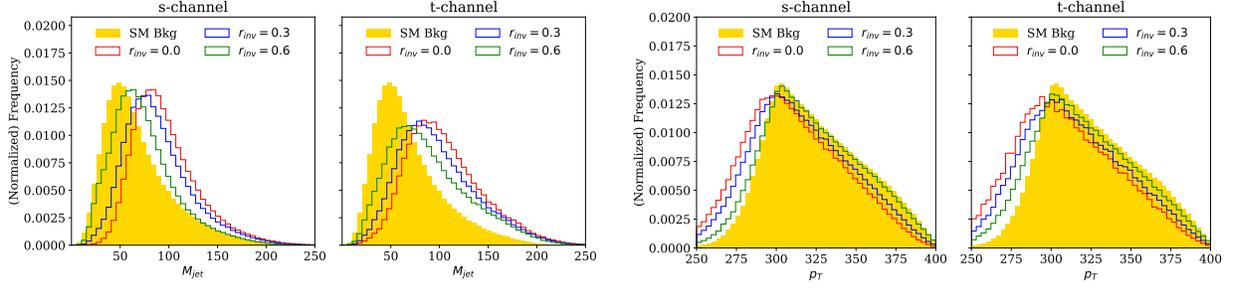 s-channel
t-channel
s-channel
t-channel
(Normalized) Frequency
0.0200
0.0175
0.0150
0.0125
0.0100
0.0075
0.0050
0.0025
0.0000
SM Bkg
r_inv = 0.0
r_inv = 0.3
r_inv = 0.6
50 100 150 200 250
M_jet
SM Bkg
r_inv = 0.0
r_inv = 0.3
r_inv = 0.6
50 100 150 200 250
M_jet
(Normalized) Frequency
0.0200
0.0175
0.0150
0.0125
0.0100
0.0075
0.0050
0.0025
0.0000
SM Bkg
r_inv = 0.0
r_inv = 0.3
r_inv = 0.6
250 275 300 325 350 375 400
p_T
SM Bkg
r_inv = 0.0
r_inv = 0.3
r_inv = 0.6
250 275 300 325 350 375 400
p_T